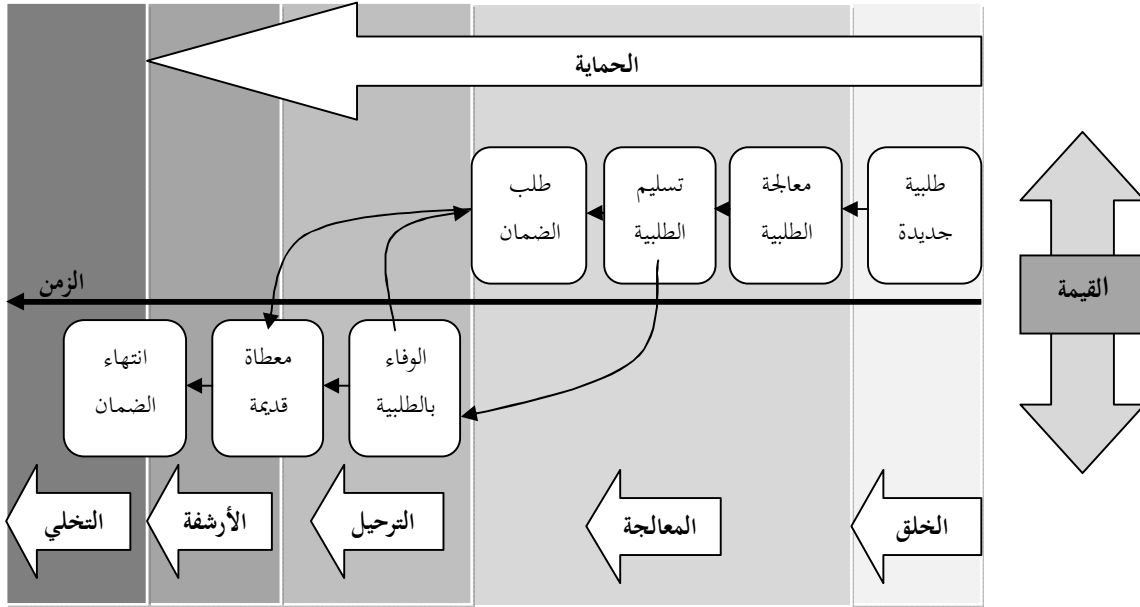 الحماية
طلبية
جديدة
معالجة
الطلبية
تسليم
الطلبية
طلب
الضمان
القيمة
الزمن
الوفاء
بالطلبية
معطاة
قديمة
انتهاء
الضمان
الخلق
المعالجة
الترحيل
الأرشفة
التخلي